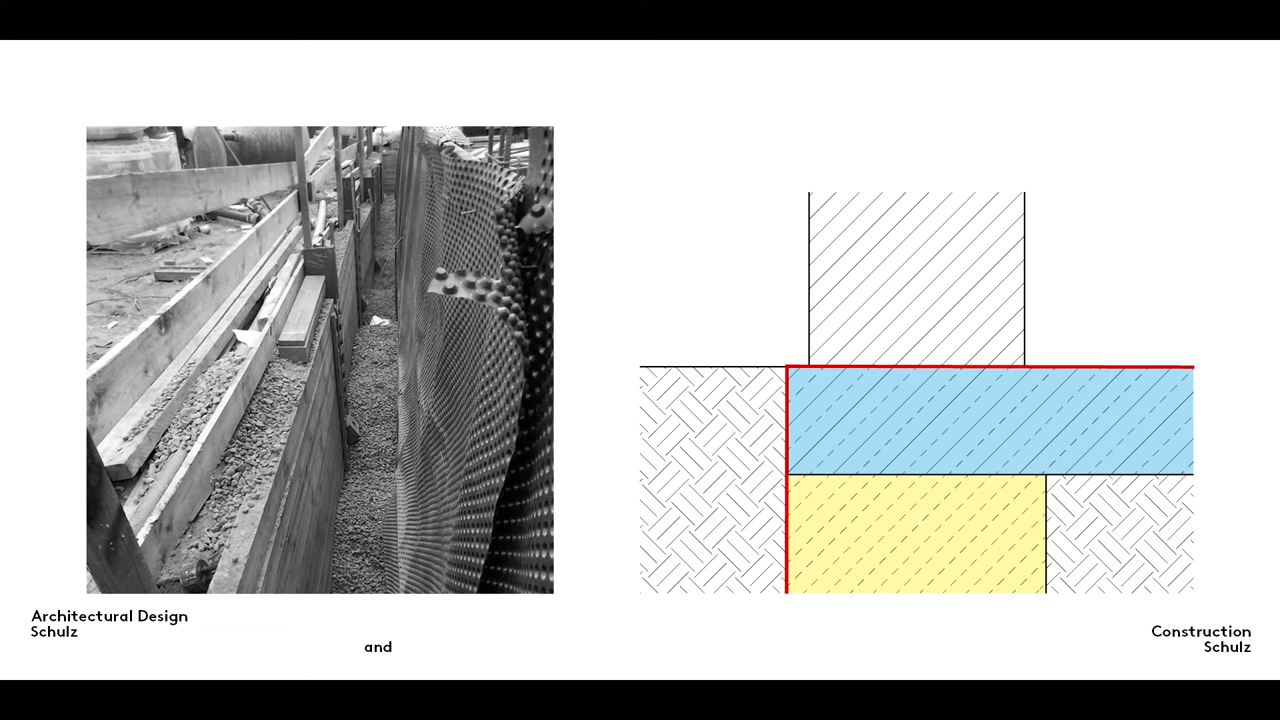 Architectural Design
Schulz
and
Construction
Schulz